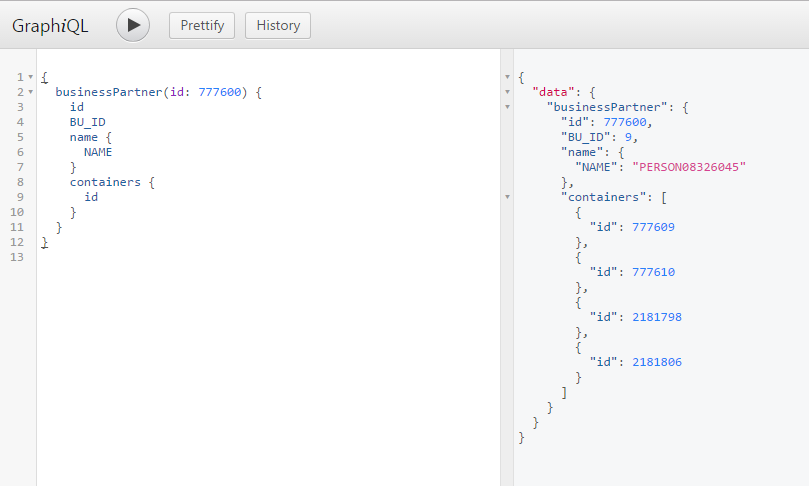 GraphiQL Prettify History
1 {
2 businessPartner(id: 777600) {
3 id
4 BU_ID
5 name {
6 NAME
7 }
8 containers {
9 id
10 }
11 }
12 }
13
{
"data": {
"businessPartner": {
"id": 777600,
"BU_ID": 9,
"name": {
"NAME": "PERSON08326045"
},
"containers": [
{
"id": 777609
},
{
"id": 777610
},
{
"id": 2181798
},
{
"id": 2181806
}
]
}
}
}